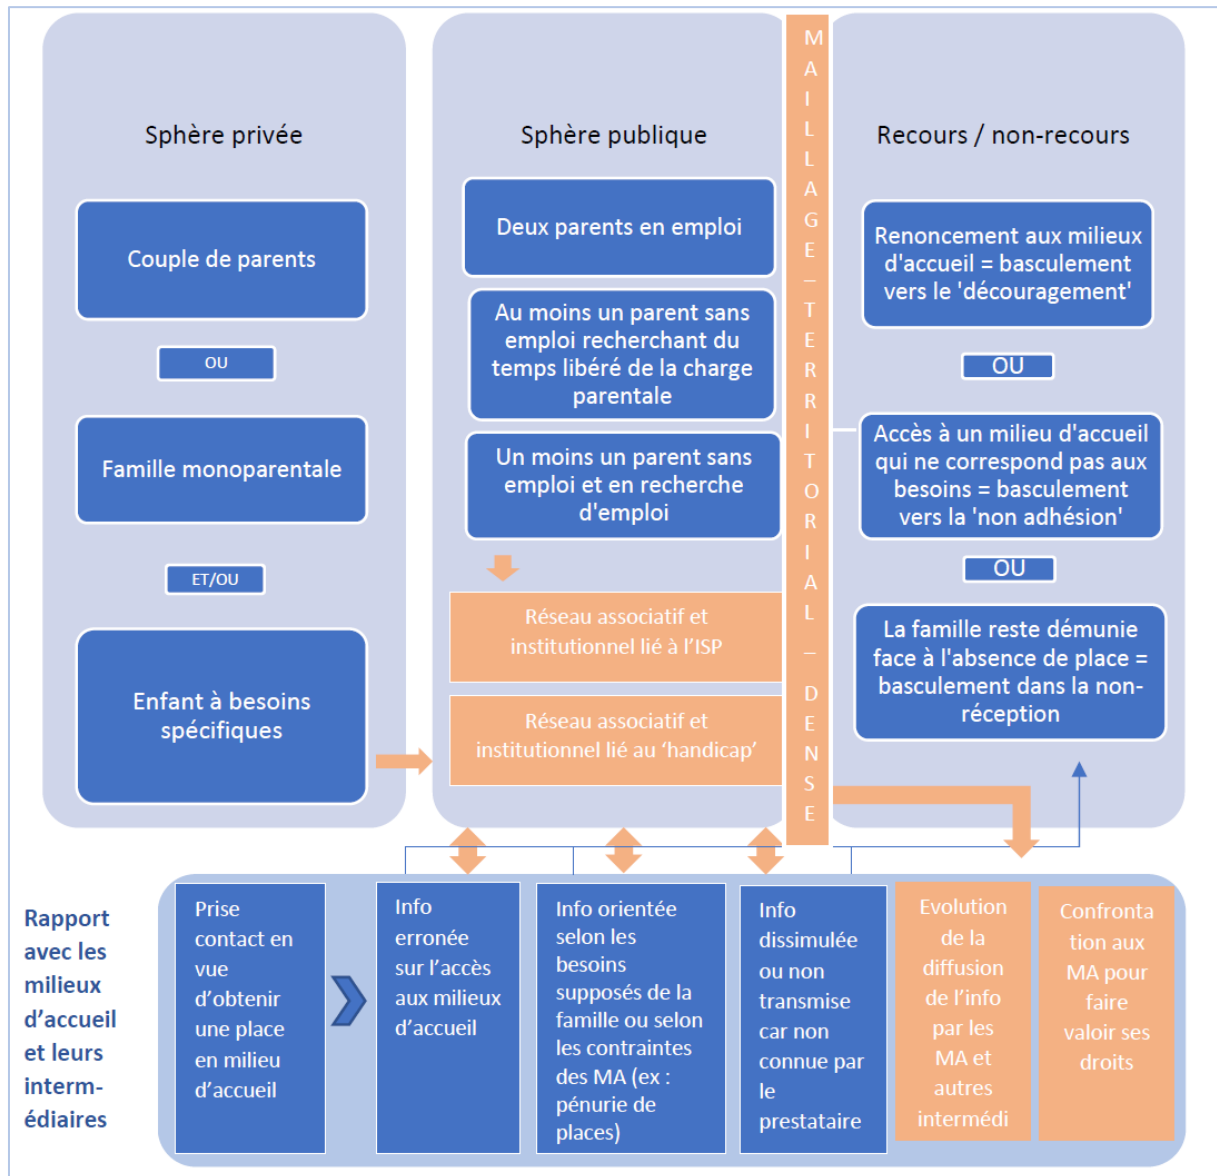 Sphère privée
Couple de parents
OU
Famille monoparentale
ET/OU
Enfant à besoins
spécifiques
Sphère publique
Deux parents en emploi
Au moins un parent sans
emploi recherchant du
temps libéré de la charge
parentale
Un moins un parent sans
emploi et en recherche
d'emploi
Réseau associatif et
institutionnel lié à l’ISP
Réseau associatif et
institutionnel lié au ‘handicap’
M
A
I
L
L
A
G
E
–
T
E
R
R
I
T
O
R
I
A
L
–
D
E
N
S
E
Recours / non-recours
Renoncement aux milieux
d'accueil = basculement
vers le 'découragement'
OU
Accès à un milieu d'accueil
qui ne correspond pas aux
besoins = basculement
vers la 'non adhésion'
OU
La famille reste démunie
face à l'absence de place =
basculement dans la non-
réception
Rapport
avec les
milieux
d’accueil
et leurs
interm-
édiaires
Prise
contact en
vue
d’obtenir
une place
en milieu
d’accueil
Info
erronée
sur l’accès
aux milieux
d’accueil
Info orientée
selon les
besoins
supposés de la
famille ou selon
les contraintes
des MA (ex :
pénurie de
places)
Info
dissimulée
ou non
transmise
car non
connue par
le
prestataire
Evolution
de la
diffusion
de l’info
par les
MA et
autres
intermédi
Confronta
tion aux
MA pour
faire
valoir ses
droits